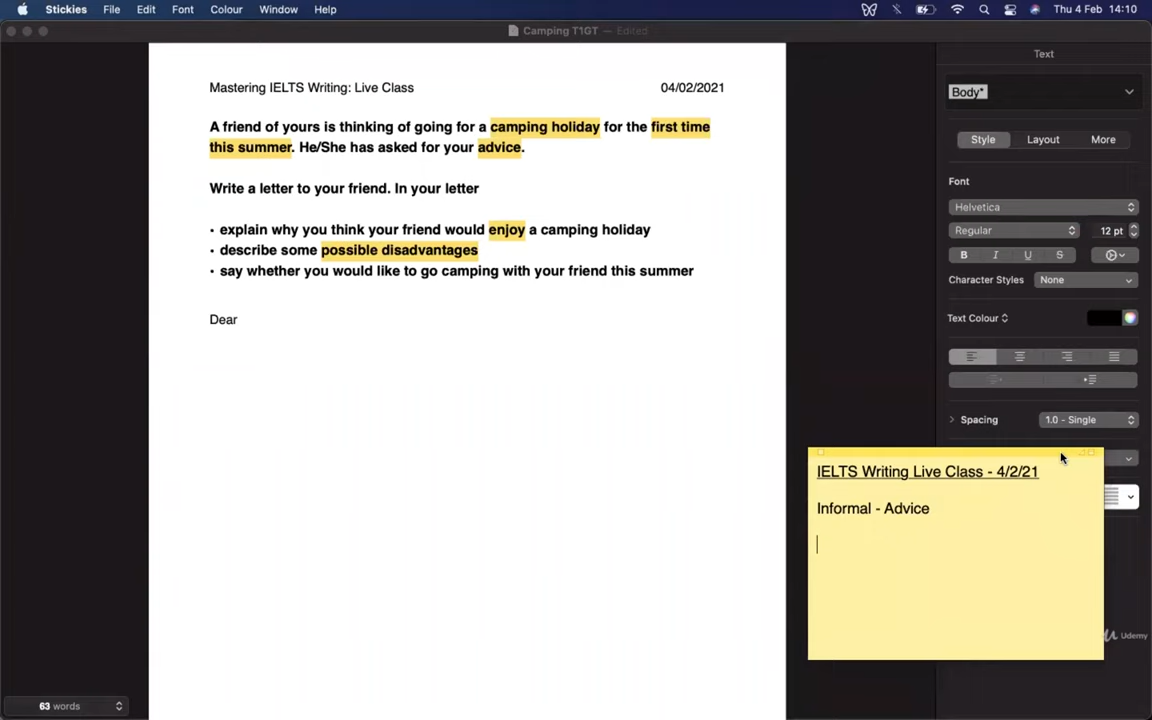 Stickies File Edit Font Colour Window Help Thu 4 Feb 14:10
Camping T1GT — Edited
Text
Mastering IELTS Writing: Live Class 04/02/2021
Body*
A friend of yours is thinking of going for a camping holiday for the first time
this summer. He/She has asked for your advice.
Style Layout More
Write a letter to your friend. In your letter
Font
Helvetica
• explain why you think your friend would enjoy a camping holiday
Regular 12 pt
• describe some possible disadvantages
B I U S
• say whether you would like to go camping with your friend this summer
Character Styles None
Dear
Text Colour
Spacing 1.0 - Single
IELTS Writing Live Class - 4/2/21
Informal - Advice
Udemy
63 words